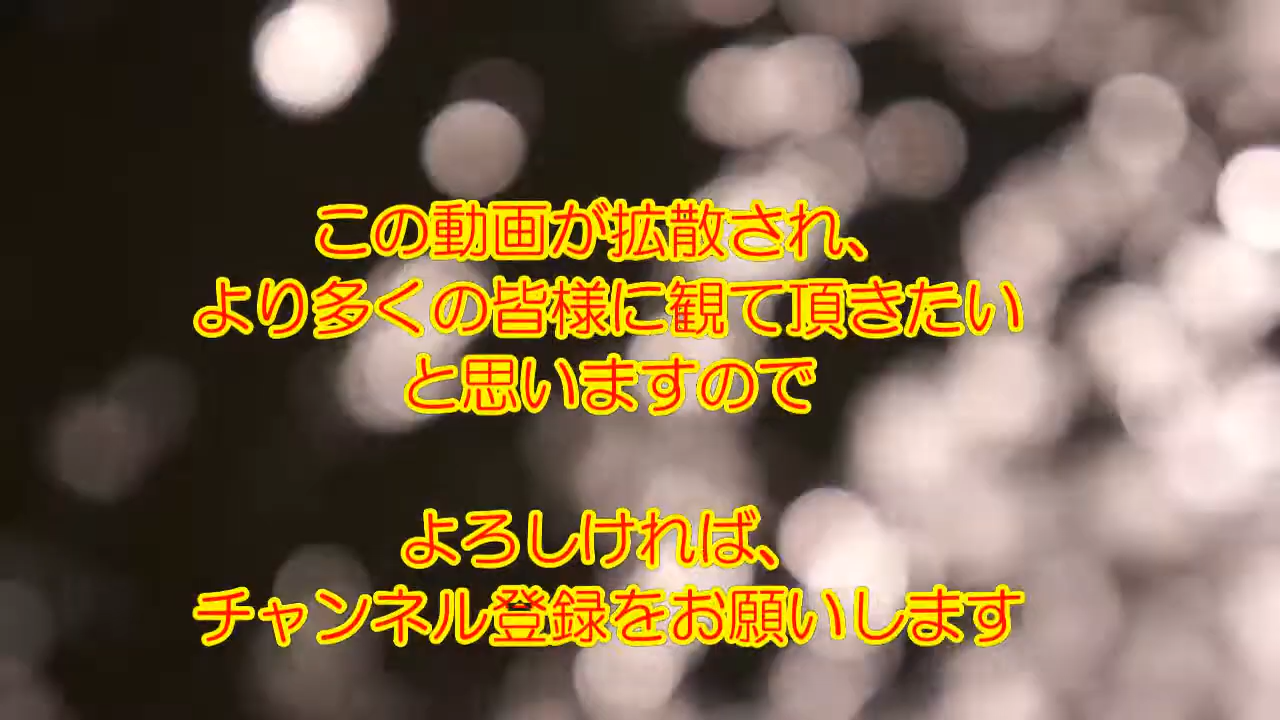 この動画が拡散され、
より多くの皆様に観て頂きたい
と思いますので
よろしければ、
チャンネル登録をお願いします